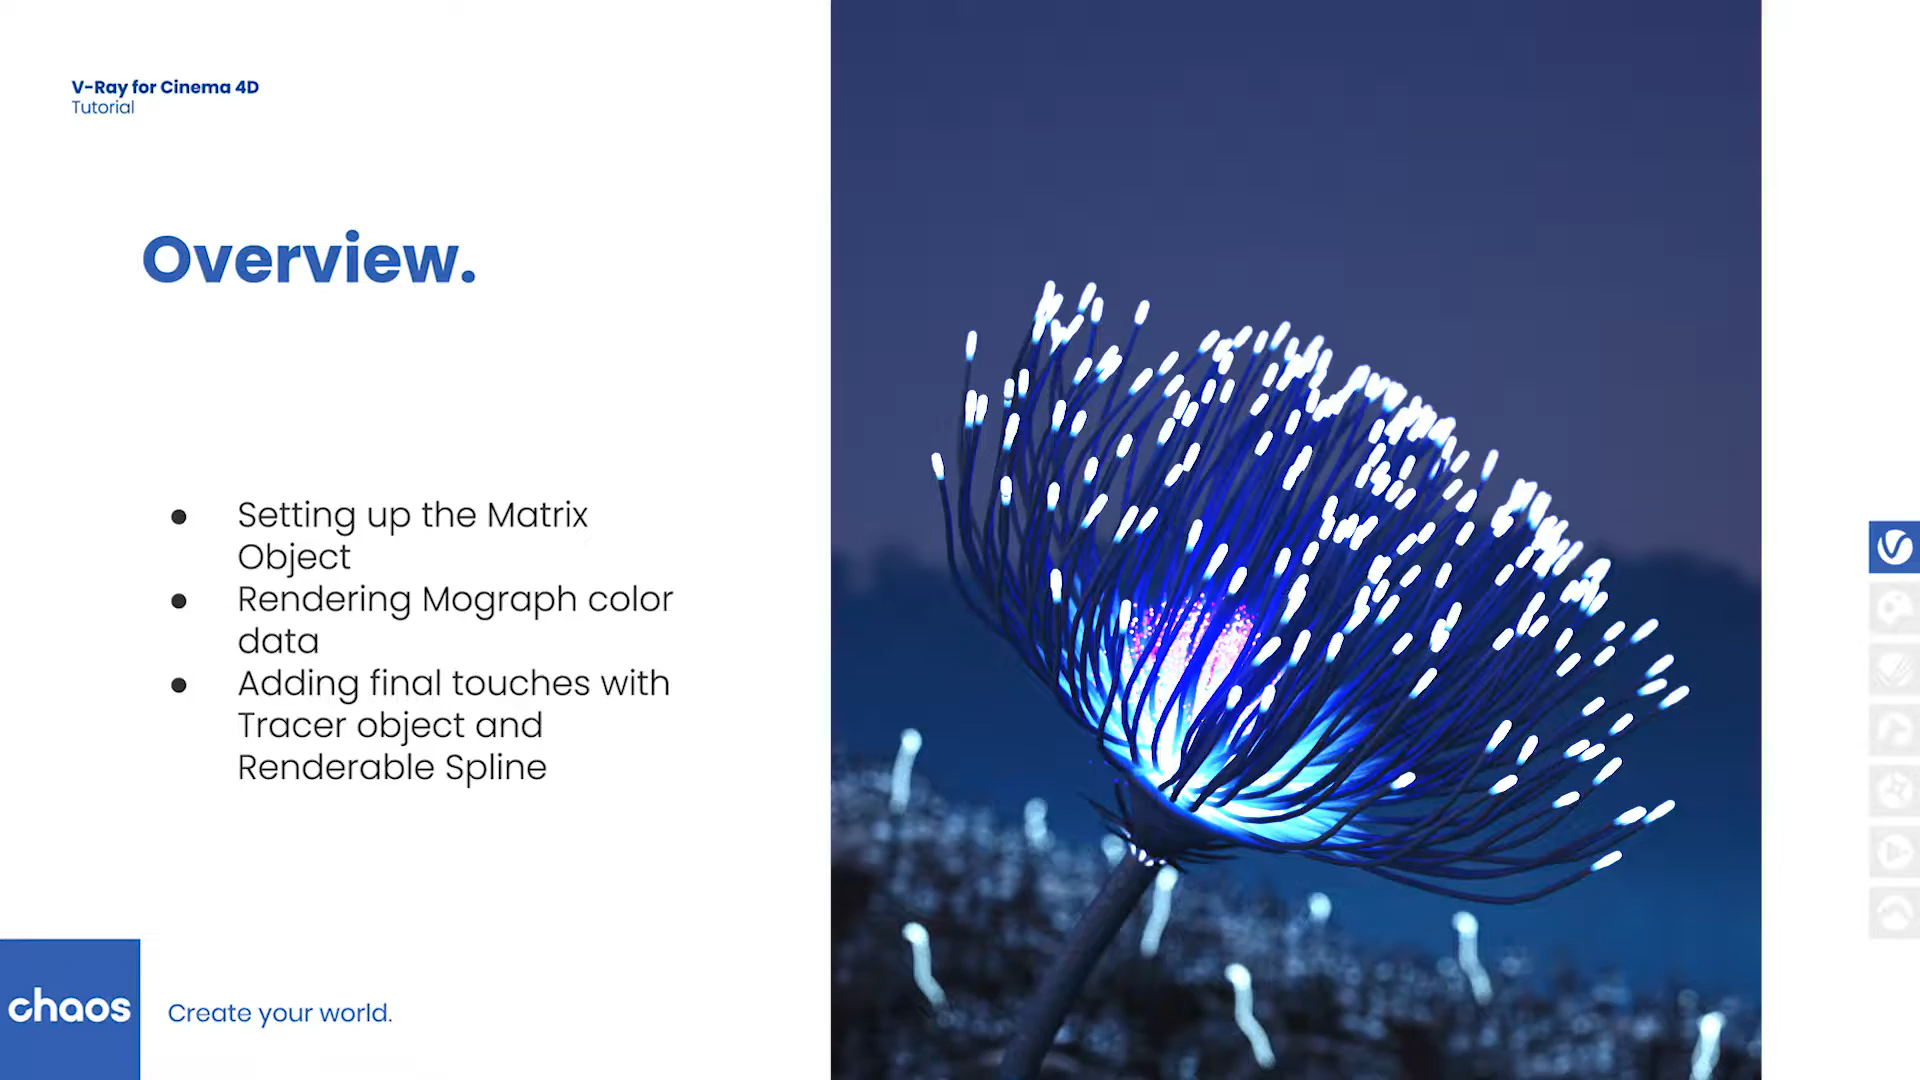 V-Ray for Cinema 4D
Tutorial
Overview.
● Setting up the Matrix
Object
● Rendering Mograph color
data
● Adding final touches with
Tracer object and
Renderable Spline
chaos
Create your world.